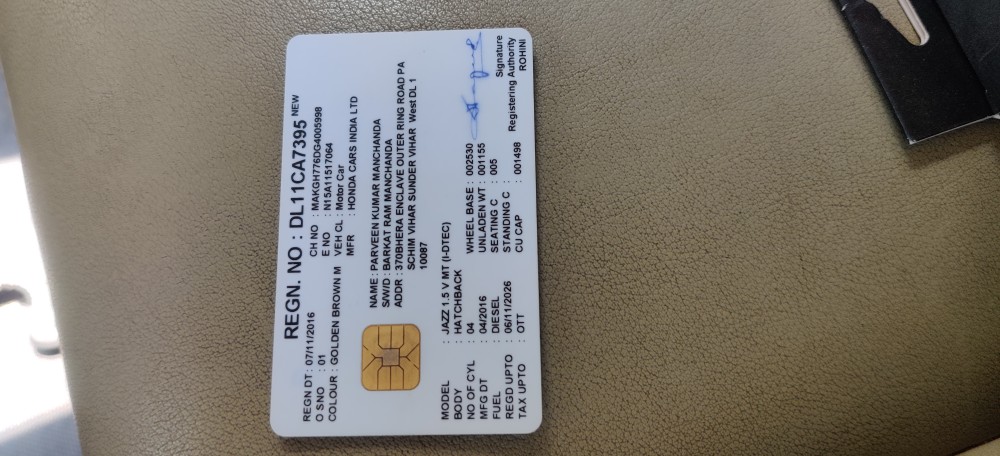 REGN. NO : DL11CA7395 NEW
REGN DT : 07/11/2016 CH NO : MAKGH776DG4005998
O SNO : 01 E NO : N15A11517064
COLOUR : GOLDEN BROWN M VEH CL : Motor Car
MFR : HONDA CARS INDIA LTD
NAME : PARVEEN KUMAR MANCHANDA
S/W/D : BARKAT RAM MANCHANDA
ADDR : 370BHERA ENCLAVE OUTER RING ROAD PA
SCHIM VIHAR SUNDER VIHAR West DL 1
10087
MODEL : JAZZ 1.5 V MT (I-DTEC)
BODY : HATCHBACK WHEEL BASE : 002530
NO OF CYL : 04 UNLADEN WT : 001155
MFG DT : 04/2016 SEATING C : 005
FUEL : DIESEL STANDING C :
REGD UPTO : 06/11/2026 CU CAP : 001498
TAX UPTO : OTT
Signature
Registering Authority
ROHINI